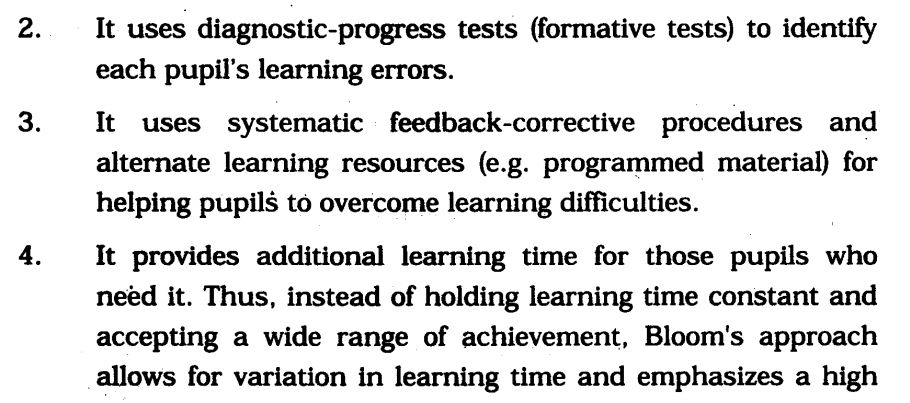 2. It uses diagnostic-progress tests (formative tests) to identify
each pupil's learning errors.
3. It uses systematic feedback-corrective procedures and
alternate learning resources (e.g. programmed material) for
helping pupils to overcome learning difficulties.
4. It provides additional learning time for those pupils who
need it. Thus, instead of holding learning time constant and
accepting a wide range of achievement, Bloom's approach
allows for variation in learning time and emphasizes a high